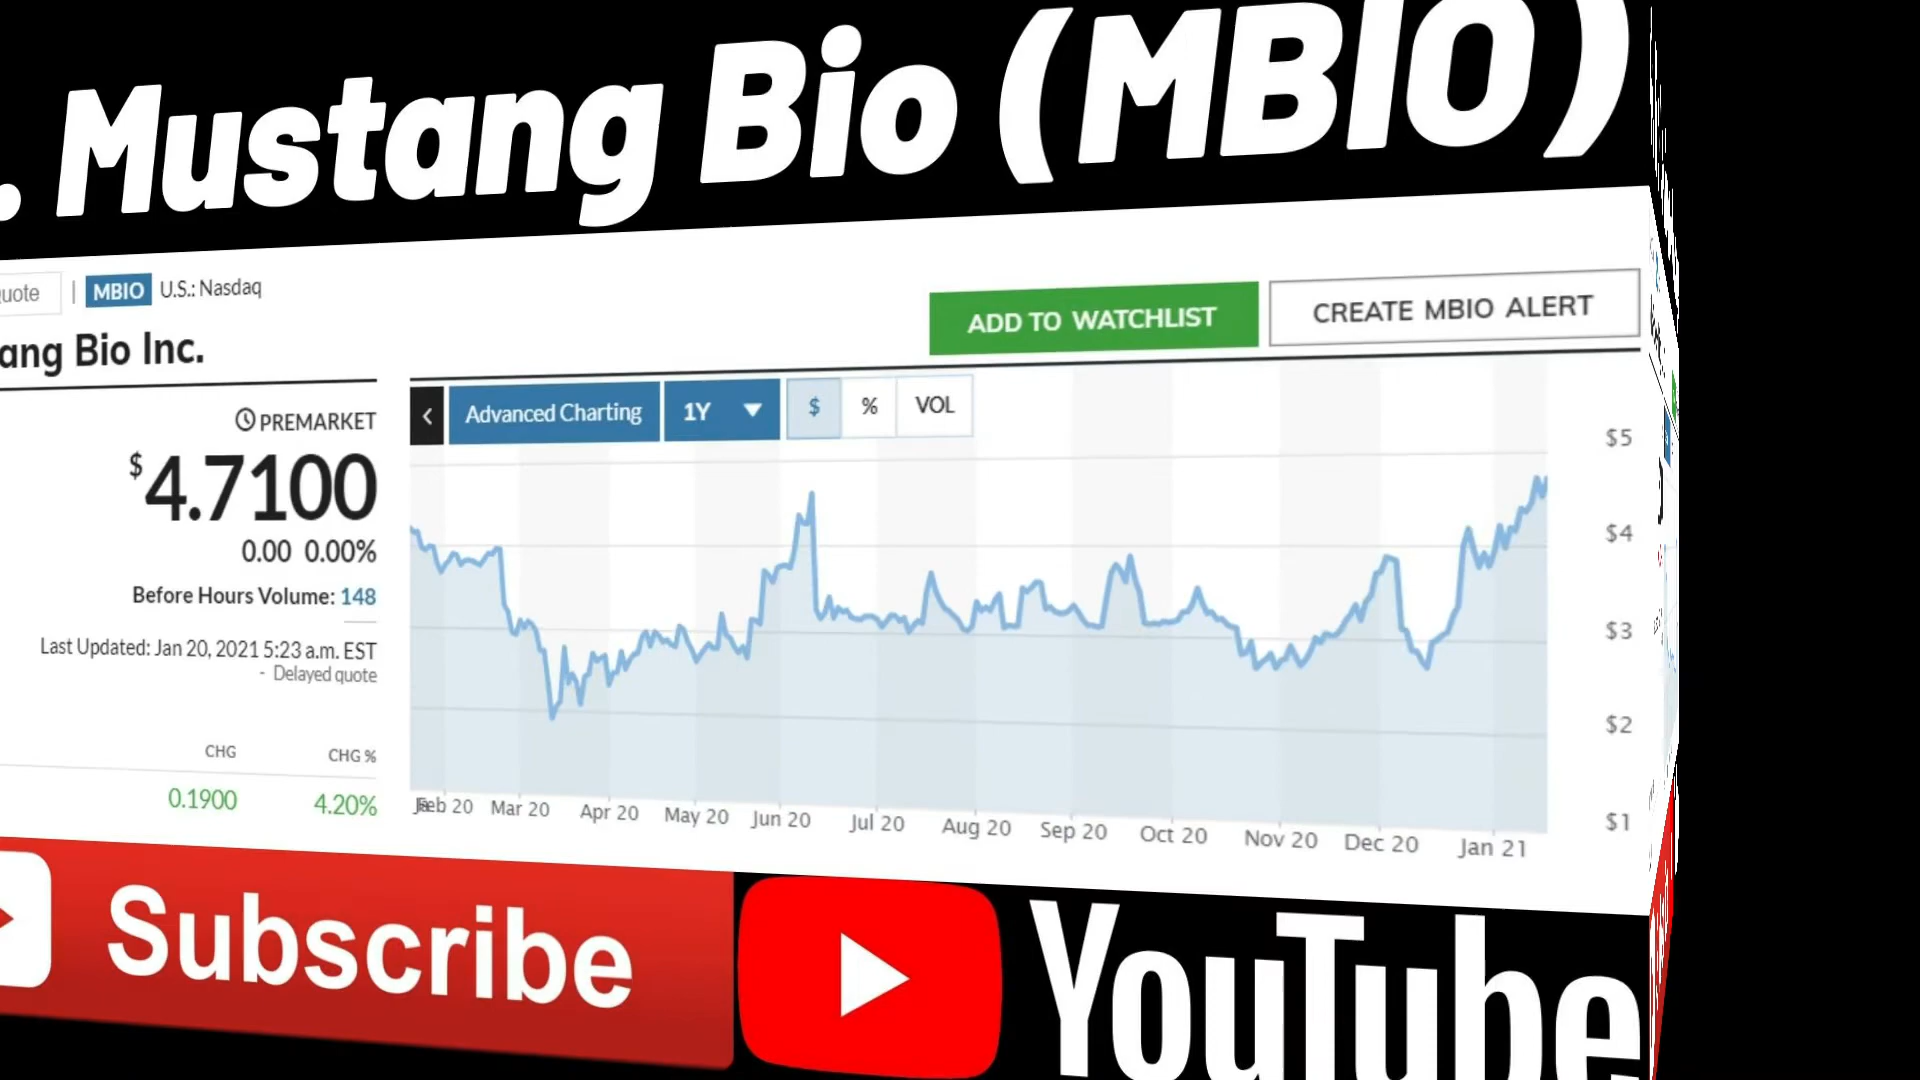 . Mustang Bio (MBIO)
uote | MBIO U.S.: Nasdaq
ADD TO WATCHLIST
CREATE MBIO ALERT
ang Bio Inc.
Advanced Charting
1Y
$
%
VOL
PREMARKET
$4.7100
0.00 0.00%
Before Hours Volume: 148
Last Updated: Jan 20, 2021 5:23 a.m. EST
- Delayed quote
CHG CHG %
0.1900 4.20%
$5
$4
$3
$2
$1
Feb 20 Mar 20 Apr 20 May 20 Jun 20 Jul 20 Aug 20 Sep 20 Oct 20 Nov 20 Dec 20 Jan 21
Subscribe
YouTube